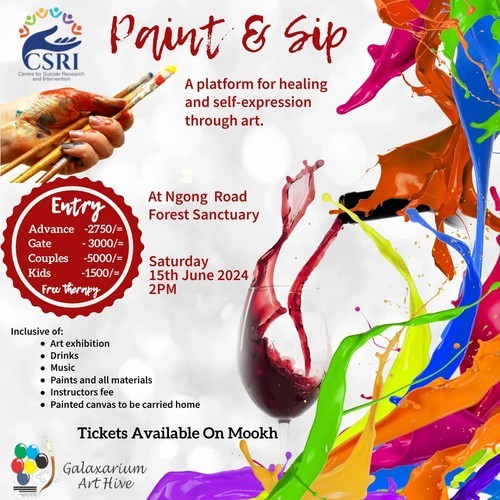 Paint & Sip
CSRI
Centre for Suicide Research
and Intervention
A platform for healing
and self-expression
through art.
Entry
Advance -2750/=
Gate - 3000/=
Couples -5000/=
Kids -1500/=
Free therapy
At Ngong Road
Forest Sanctuary
Saturday
15th June 2024
2PM
Inclusive of:
• Art exhibition
• Drinks
• Music
• Paints and all materials
• Instructors fee
• Painted canvas to be carried home
Tickets Available On Mookh
Galaxarium
Art Hive